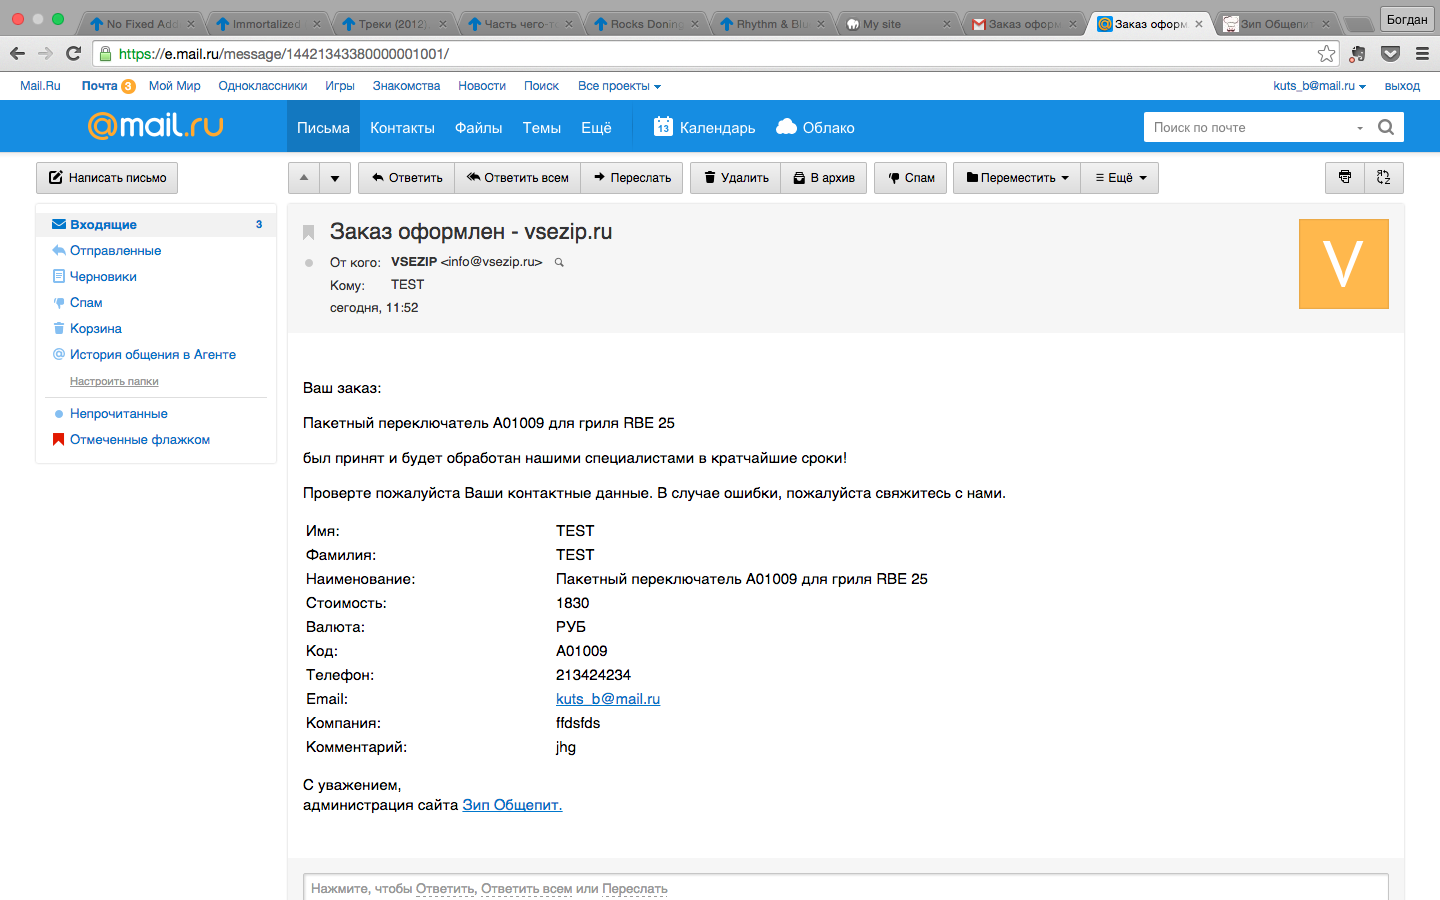 No Fixed Add
Immortalized
Треки (2012)
Часть чего-т
Rocks Doning
Rhythm & Blu
My site
Заказ оформ
Заказ оформ
Зип Общепит
Богдан
https://e.mail.ru/message/14421343380000001001/
Mail.Ru Почта 3 Мой Мир Одноклассники Игры Знакомства Новости Поиск Все проекты kuts_b@mail.ru выход
@mail.ru Письма Контакты Файлы Темы Ещё 13 Календарь Облако Поиск по почте
Написать письмо Ответить Ответить всем Переслать Удалить В архив Спам Переместить Ещё
Входящие 3
Отправленные
Черновики
Спам
Корзина
История общения в Агенте
Настроить папки
Непрочитанные
Отмеченные флажком
Заказ оформлен - vsezip.ru
От кого: VSEZIP <info@vsezip.ru>
Кому: TEST
сегодня, 11:52
V
Ваш заказ:
Пакетный переключатель A01009 для гриля RBE 25
был принят и будет обработан нашими специалистами в кратчайшие сроки!
Проверте пожалуйста Ваши контактные данные. В случае ошибки, пожалуйста свяжитесь с нами.
Имя: TEST
Фамилия: TEST
Наименование: Пакетный переключатель A01009 для гриля RBE 25
Стоимость: 1830
Валюта: РУБ
Код: A01009
Телефон: 213424234
Email: kuts_b@mail.ru
Компания: ffdsfds
Комментарий: jhg
С уважением,
администрация сайта Зип Общепит.
Нажмите, чтобы Ответить, Ответить всем или Переслать